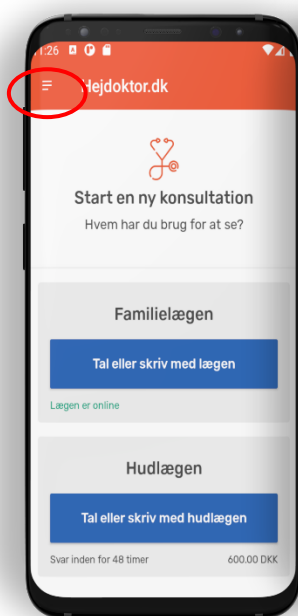 1:26
Hejdoktor.dk
Start en ny konsultation
Hvem har du brug for at se?
Familielægen
Tal eller skriv med lægen
Lægen er online
Hudlægen
Tal eller skriv med hudlægen
Svar inden for 48 timer 600.00 DKK